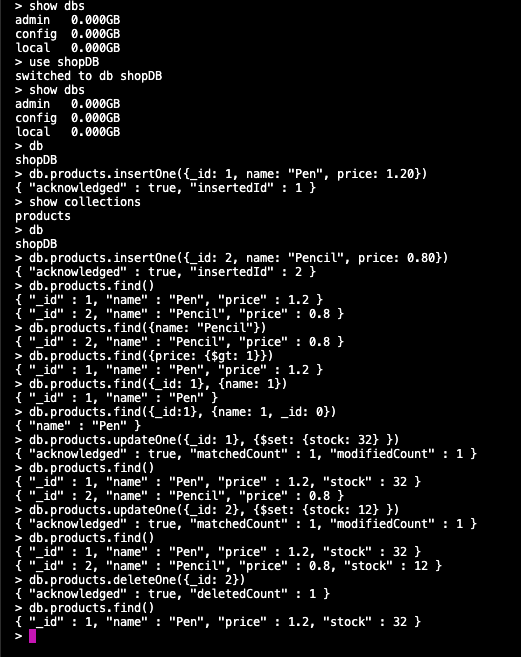 > show dbs
admin   0.000GB
config  0.000GB
local   0.000GB
> use shopDB
switched to db shopDB
> show dbs
admin   0.000GB
config  0.000GB
local   0.000GB
> db
shopDB
> db.products.insertOne({_id: 1, name: "Pen", price: 1.20})
{ "acknowledged" : true, "insertedId" : 1 }
> show collections
products
> db
shopDB
> db.products.insertOne({_id: 2, name: "Pencil", price: 0.80})
{ "acknowledged" : true, "insertedId" : 2 }
> db.products.find()
{ "_id" : 1, "name" : "Pen", "price" : 1.2 }
{ "_id" : 2, "name" : "Pencil", "price" : 0.8 }
> db.products.find({name: "Pencil"})
{ "_id" : 2, "name" : "Pencil", "price" : 0.8 }
> db.products.find({price: {$gt: 1}})
{ "_id" : 1, "name" : "Pen", "price" : 1.2 }
> db.products.find({_id: 1}, {name: 1})
{ "_id" : 1, "name" : "Pen" }
> db.products.find({_id:1}, {name: 1, _id: 0})
{ "name" : "Pen" }
> db.products.updateOne({_id: 1}, {$set: {stock: 32} })
{ "acknowledged" : true, "matchedCount" : 1, "modifiedCount" : 1 }
> db.products.find()
{ "_id" : 1, "name" : "Pen", "price" : 1.2, "stock" : 32 }
{ "_id" : 2, "name" : "Pencil", "price" : 0.8 }
> db.products.updateOne({_id: 2}, {$set: {stock: 12} })
{ "acknowledged" : true, "matchedCount" : 1, "modifiedCount" : 1 }
> db.products.find()
{ "_id" : 1, "name" : "Pen", "price" : 1.2, "stock" : 32 }
{ "_id" : 2, "name" : "Pencil", "price" : 0.8, "stock" : 12 }
> db.products.deleteOne({_id: 2})
{ "acknowledged" : true, "deletedCount" : 1 }
> db.products.find()
{ "_id" : 1, "name" : "Pen", "price" : 1.2, "stock" : 32 }
>